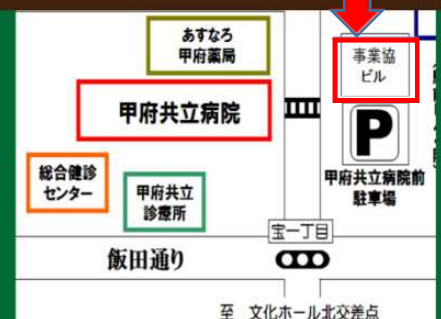 あすなろ
甲府薬局
事業協
ビル
甲府共立病院
P
総合健診
センター
甲府共立
診療所
甲府共立病院前
駐車場
宝一丁目
飯田通り
至 文化ホール北交差点